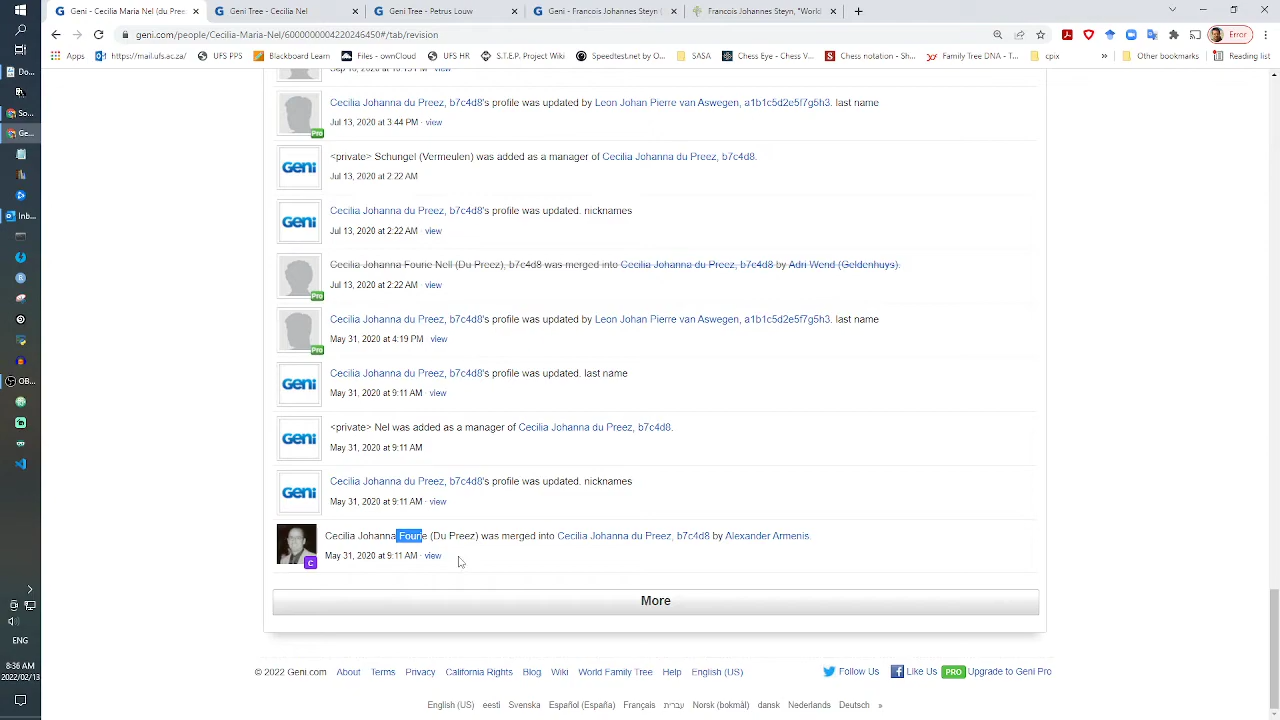 Geni - Cecilia Maria Nel (du Pres
Geni Tree - Cecilia Nel
Geni Tree - Petrus Louw
Geni - Francois Johannes Steyn (
Francois Johannes Steyn, "World
geni.com/people/Cecilia-Maria-Nel/6000000004220246450#/tab/revision
Error
Apps
https://mail.ufs.ac.za/
UFS PPS
Blackboard Learn
Files - ownCloud
UFS HR
S.T.A.P. Project Wiki
Speedtest.net by O...
SASA
Chess Eye - Chess V...
Chess notation - Ch...
Family Tree DNA - T...
cpix
»
Other bookmarks
Reading list
Cecilia Johanna du Preez, b7c4d8's profile was updated by Leon Johan Pierre van Aswegen, a1b1c5d2e5f7g5h3. last name
Jul 13, 2020 at 3:44 PM · view
Pro
<private> Schungel (Vermeulen) was added as a manager of Cecilia Johanna du Preez, b7c4d8.
Geni
Jul 13, 2020 at 2:22 AM
Cecilia Johanna du Preez, b7c4d8's profile was updated. nicknames
Geni
Jul 13, 2020 at 2:22 AM · view
Cecilia Johanna Fourie Nell (Du Preez), b7c4d8 was merged into Cecilia Johanna du Preez, b7c4d8 by Adri Wend (Geldenhuys).
Jul 13, 2020 at 2:22 AM · view
Pro
Cecilia Johanna du Preez, b7c4d8's profile was updated by Leon Johan Pierre van Aswegen, a1b1c5d2e5f7g5h3. last name
May 31, 2020 at 4:19 PM · view
Pro
Cecilia Johanna du Preez, b7c4d8's profile was updated. last name
Geni
May 31, 2020 at 9:11 AM · view
<private> Nel was added as a manager of Cecilia Johanna du Preez, b7c4d8.
Geni
May 31, 2020 at 9:11 AM
Cecilia Johanna du Preez, b7c4d8's profile was updated. nicknames
Geni
May 31, 2020 at 9:11 AM · view
Cecilia Johanna Fourie (Du Preez) was merged into Cecilia Johanna du Preez, b7c4d8 by Alexander Armenis.
May 31, 2020 at 9:11 AM · view
C
More
ENG
8:36 AM
© 2022 Geni.com About Terms Privacy California Rights Blog Wiki World Family Tree Help English (US) Follow Us Like Us PRO Upgrade to Geni Pro
English (US) eesti Svenska Español (España) Français עברית Norsk (bokmål) dansk Nederlands Deutsch »